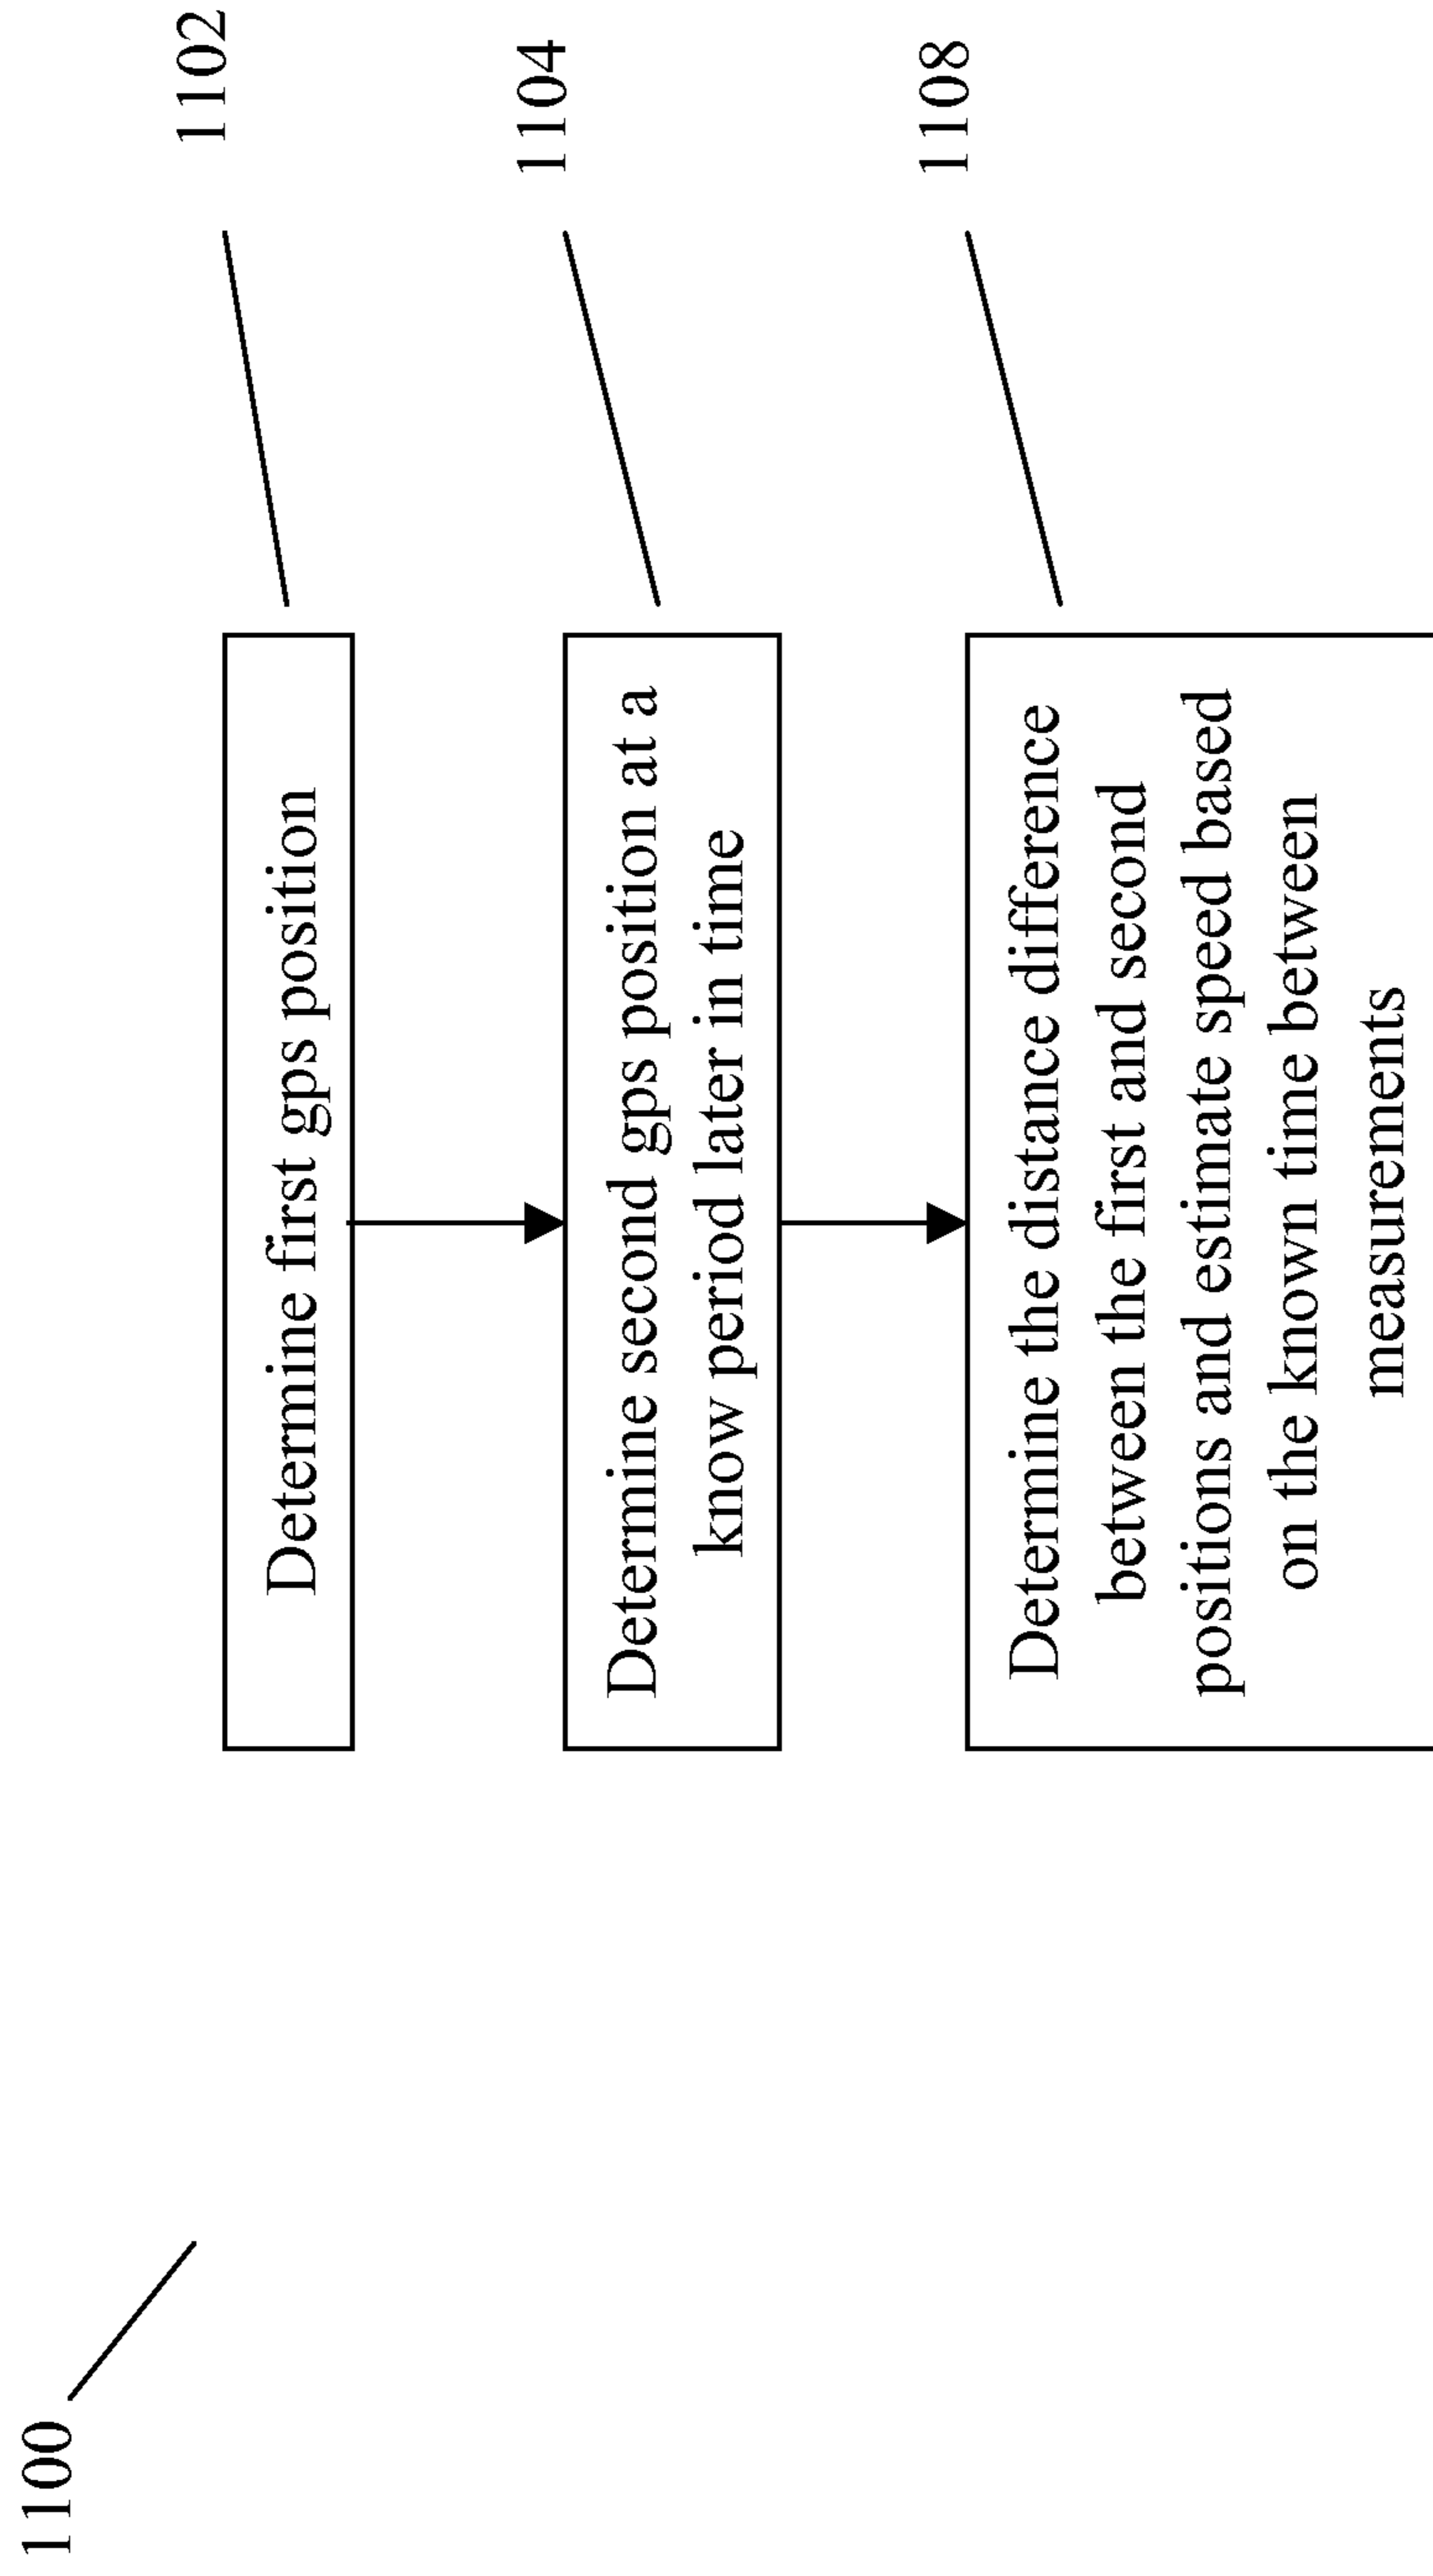 1100
1102
Determine first gps position
1104
Determine second gps position at a
know period later in time
1108
Determine the distance difference
between the first and second
positions and estimate speed based
on the known time between
measurements